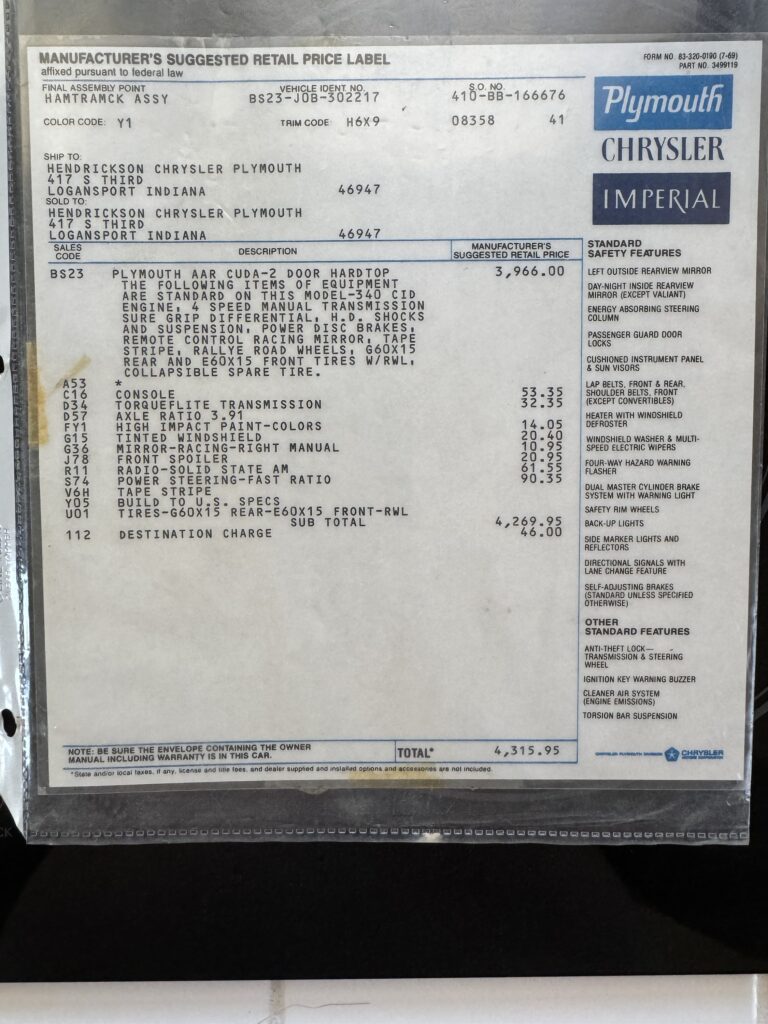 MANUFACTURER'S SUGGESTED RETAIL PRICE LABEL
affixed pursuant to federal law
FORM NO. 83-320-0190 (7-69)
PART NO. 3499119
FINAL ASSEMBLY POINT VEHICLE IDENT NO. S.O. NO.
HAMTRAMCK ASSY BS23-J0B-302217 410-BB-166676
COLOR CODE: Y1 TRIM CODE: H6X9 08358 41
Plymouth
CHRYSLER
IMPERIAL
SHIP TO:
HENDRICKSON CHRYSLER PLYMOUTH
417 S THIRD
LOGANSPORT INDIANA 46947
SOLD TO:
HENDRICKSON CHRYSLER PLYMOUTH
417 S THIRD
LOGANSPORT INDIANA 46947
SALES CODE DESCRIPTION MANUFACTURER'S SUGGESTED RETAIL PRICE
BS23 PLYMOUTH AAR CUDA-2 DOOR HARDTOP 3,966.00
THE FOLLOWING ITEMS OF EQUIPMENT
ARE STANDARD ON THIS MODEL-340 CID
ENGINE, 4 SPEED MANUAL TRANSMISSION
SURE GRIP DIFFERENTIAL, H.D. SHOCKS
AND SUSPENSION, POWER DISC BRAKES,
REMOTE CONTROL RACING MIRROR, TAPE
STRIPE, RALLYE ROAD WHEELS, G60X15
REAR AND E60X15 FRONT TIRES W/RWL,
COLLAPSIBLE SPARE TIRE.
A53 *
C16 CONSOLE 53.35
D34 TORQUEFLITE TRANSMISSION 32.35
D57 AXLE RATIO 3.91
FY1 HIGH IMPACT PAINT-COLORS 14.05
G15 TINTED WINDSHIELD 20.40
G36 MIRROR-RACING-RIGHT MANUAL 10.95
J78 FRONT SPOILER 20.95
R11 RADIO-SOLID STATE AM 61.55
S74 POWER STEERING-FAST RATIO 90.35
V6H TAPE STRIPE
Y05 BUILD TO U.S. SPECS
U01 TIRES-G60X15 REAR-E60X15 FRONT-RWL
SUB TOTAL 4,269.95
112 DESTINATION CHARGE 46.00
NOTE: BE SURE THE ENVELOPE CONTAINING THE OWNER
MANUAL INCLUDING WARRANTY IS IN THIS CAR.
TOTAL* 4,315.95
*State and/or local taxes, if any, license and title fees, and dealer supplied and installed options and accessories are not included.
STANDARD
SAFETY FEATURES
LEFT OUTSIDE REARVIEW MIRROR
DAY-NIGHT INSIDE REARVIEW
MIRROR (EXCEPT VALIANT)
ENERGY ABSORBING STEERING
COLUMN
PASSENGER GUARD DOOR
LOCKS
CUSHIONED INSTRUMENT PANEL
& SUN VISORS
LAP BELTS, FRONT & REAR,
SHOULDER BELTS, FRONT
(EXCEPT CONVERTIBLES)
HEATER WITH WINDSHIELD
DEFROSTER
WINDSHIELD WASHER & MULTI-
SPEED ELECTRIC WIPERS
FOUR-WAY HAZARD WARNING
FLASHER
DUAL MASTER CYLINDER BRAKE
SYSTEM WITH WARNING LIGHT
SAFETY RIM WHEELS
BACK-UP LIGHTS
SIDE MARKER LIGHTS AND
REFLECTORS
DIRECTIONAL SIGNALS WITH
LANE CHANGE FEATURE
SELF-ADJUSTING BRAKES
(STANDARD UNLESS SPECIFIED
OTHERWISE)
OTHER
STANDARD FEATURES
ANTI-THEFT LOCK—
TRANSMISSION & STEERING
WHEEL
IGNITION KEY WARNING BUZZER
CLEANER AIR SYSTEM
(ENGINE EMISSIONS)
TORSION BAR SUSPENSION
CHRYSLER PLYMOUTH DIVISION CHRYSLER
MOTORS CORPORATION